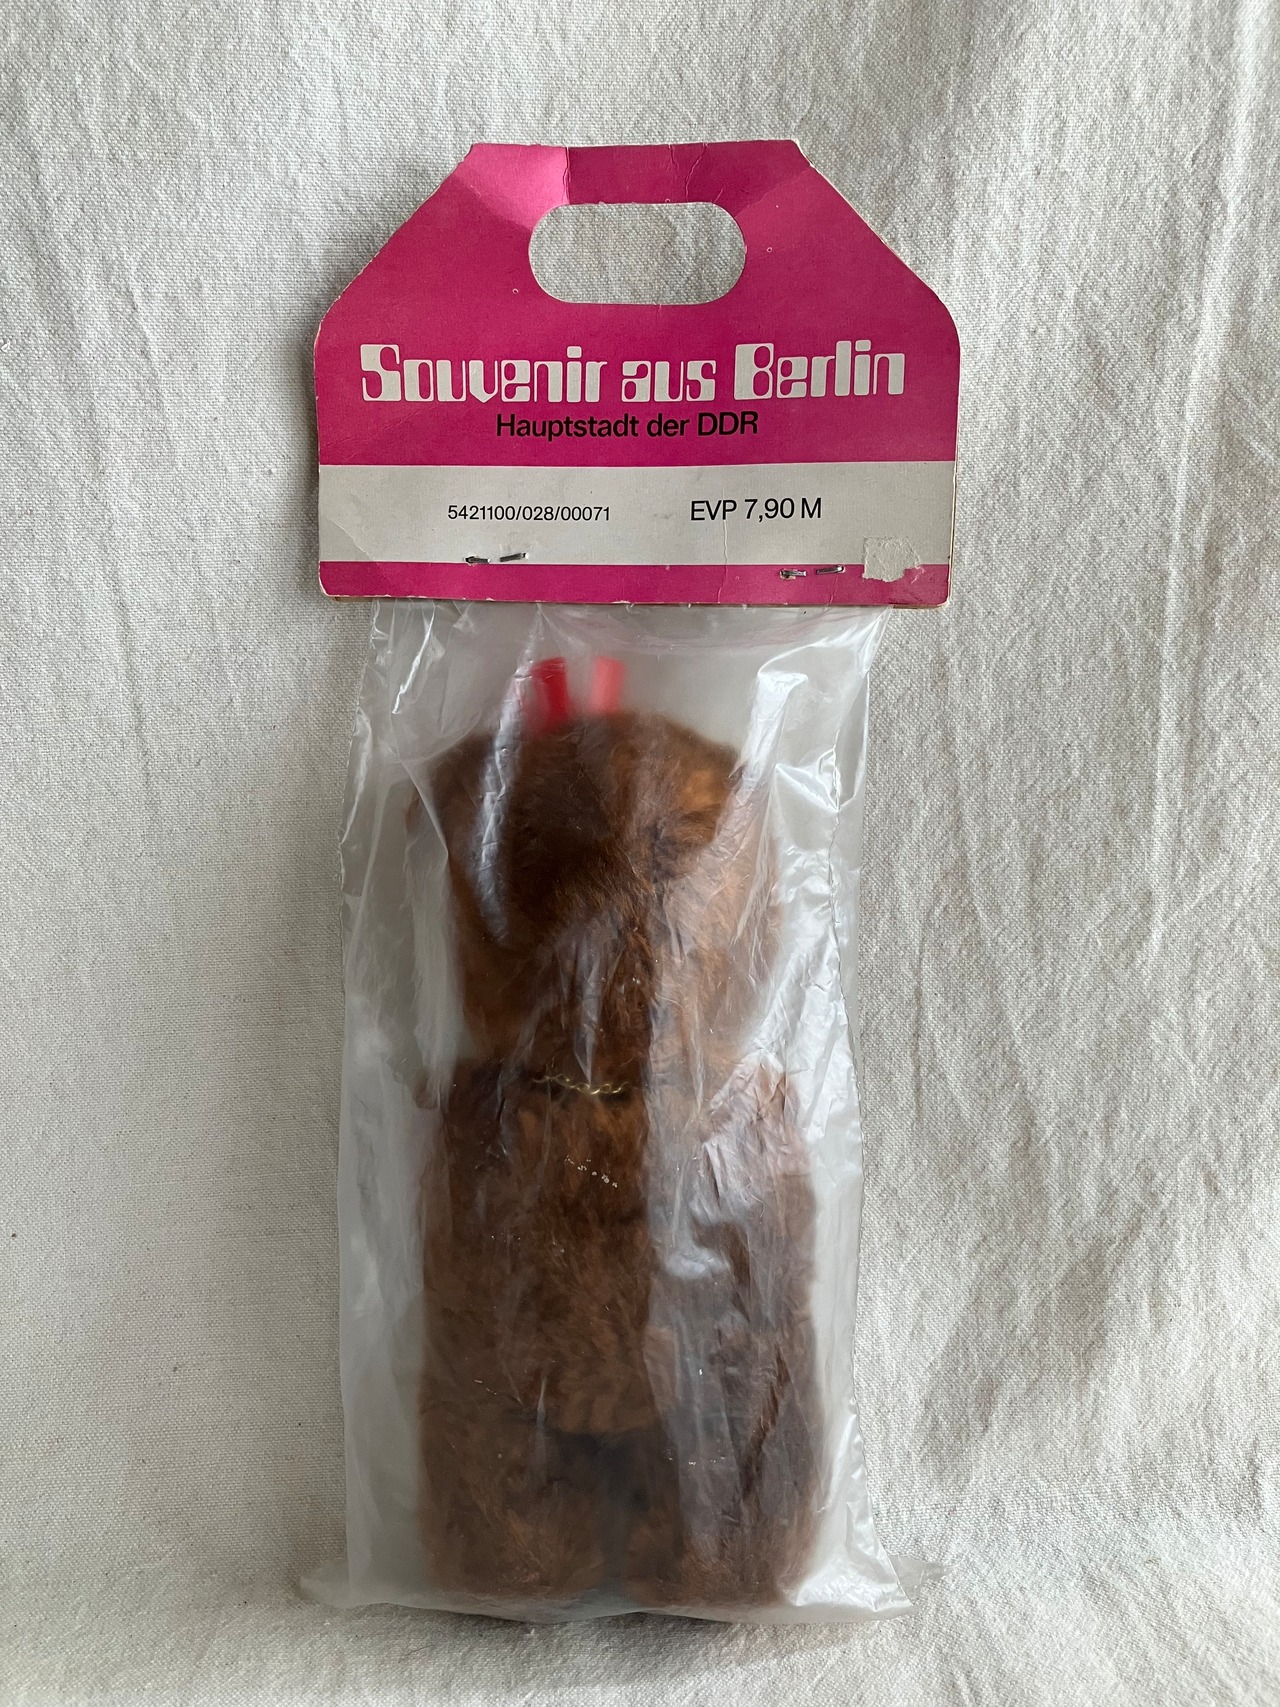 Souvenir aus Berlin
Hauptstadt der DDR
5421100/028/00071 EVP 7,90 M